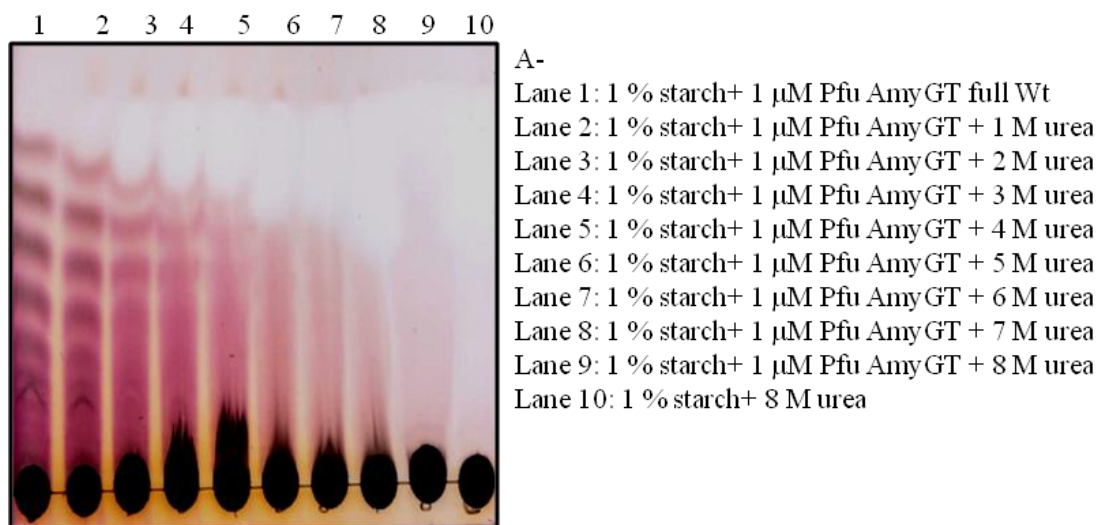 1 2 3 4 5 6 7 8 9 10
A-
Lane 1: 1 % starch+ 1 μM Pfu AmyGT full Wt
Lane 2: 1 % starch+ 1 μM Pfu AmyGT + 1 M urea
Lane 3: 1 % starch+ 1 μM Pfu AmyGT + 2 M urea
Lane 4: 1 % starch+ 1 μM Pfu AmyGT + 3 M urea
Lane 5: 1 % starch+ 1 μM Pfu AmyGT + 4 M urea
Lane 6: 1 % starch+ 1 μM Pfu AmyGT + 5 M urea
Lane 7: 1 % starch+ 1 μM Pfu AmyGT + 6 M urea
Lane 8: 1 % starch+ 1 μM Pfu AmyGT + 7 M urea
Lane 9: 1 % starch+ 1 μM Pfu AmyGT + 8 M urea
Lane 10: 1 % starch+ 8 M urea